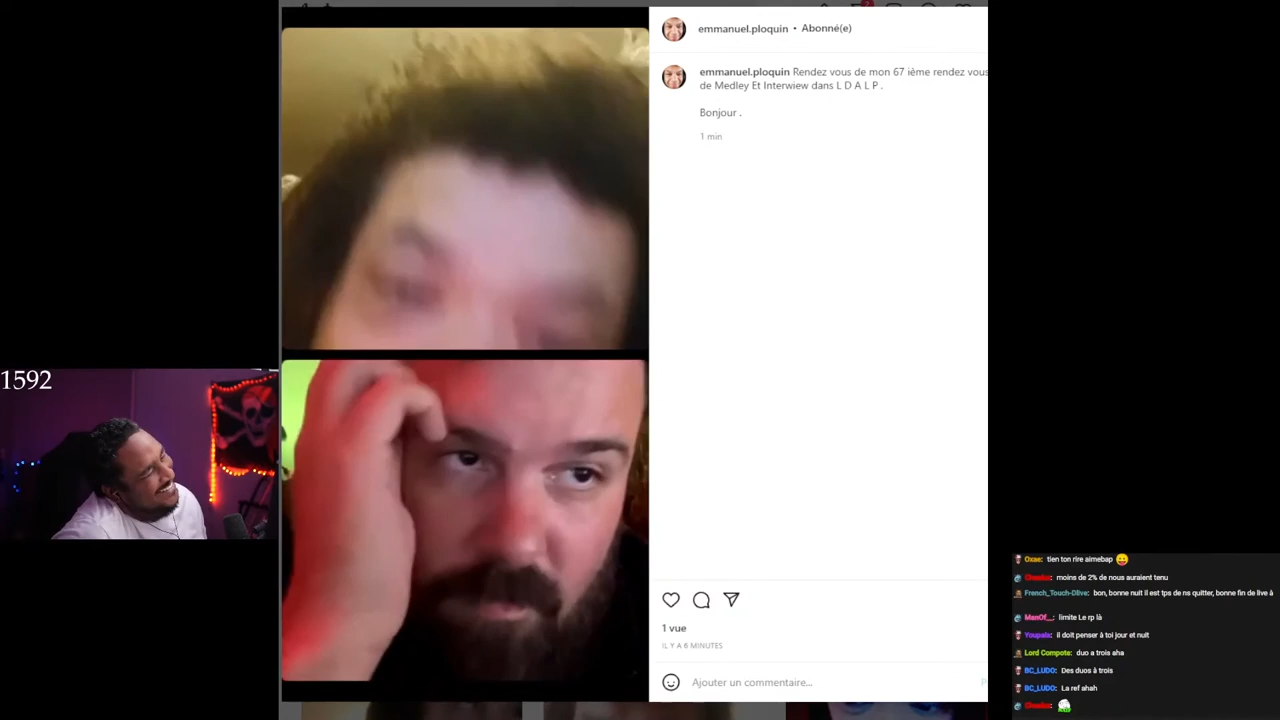 emmanuel.ploquin • Abonné(e)
emmanuel.ploquin Rendez vous de mon 67 ième rendez vous
de Medley Et Interwiew dans L D A L P .
Bonjour .
1 min
1592
1 vue
IL Y A 6 MINUTES
Ajouter un commentaire...
Oxae: tien ton rire aimebap
moins de 2% de nous auraient tenu
French_Touch-Dlive: bon, bonne nuit il est tps de ns quitter, bonne fin de live à
ManOf__: limite Le rp là
Youpala: il doit penser à toi jour et nuit
Lord Compote: duo a trois aha
BC_LUDO: Des duos à trois
BC_LUDO: La ref ahah